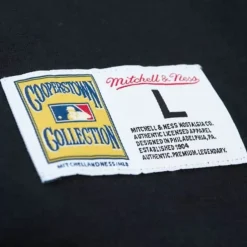 COOPERSTOWN
COLLECTION
Mitchell & Ness
L
MITCHELL & NESS NOSTALGIA CO.
AUTHENTIC LICENSED APPAREL
DESIGNED IN PHILADELPHIA, PA
ESTABLISHED 1904
AUTHENTIC. PREMIUM. LEGENDARY.